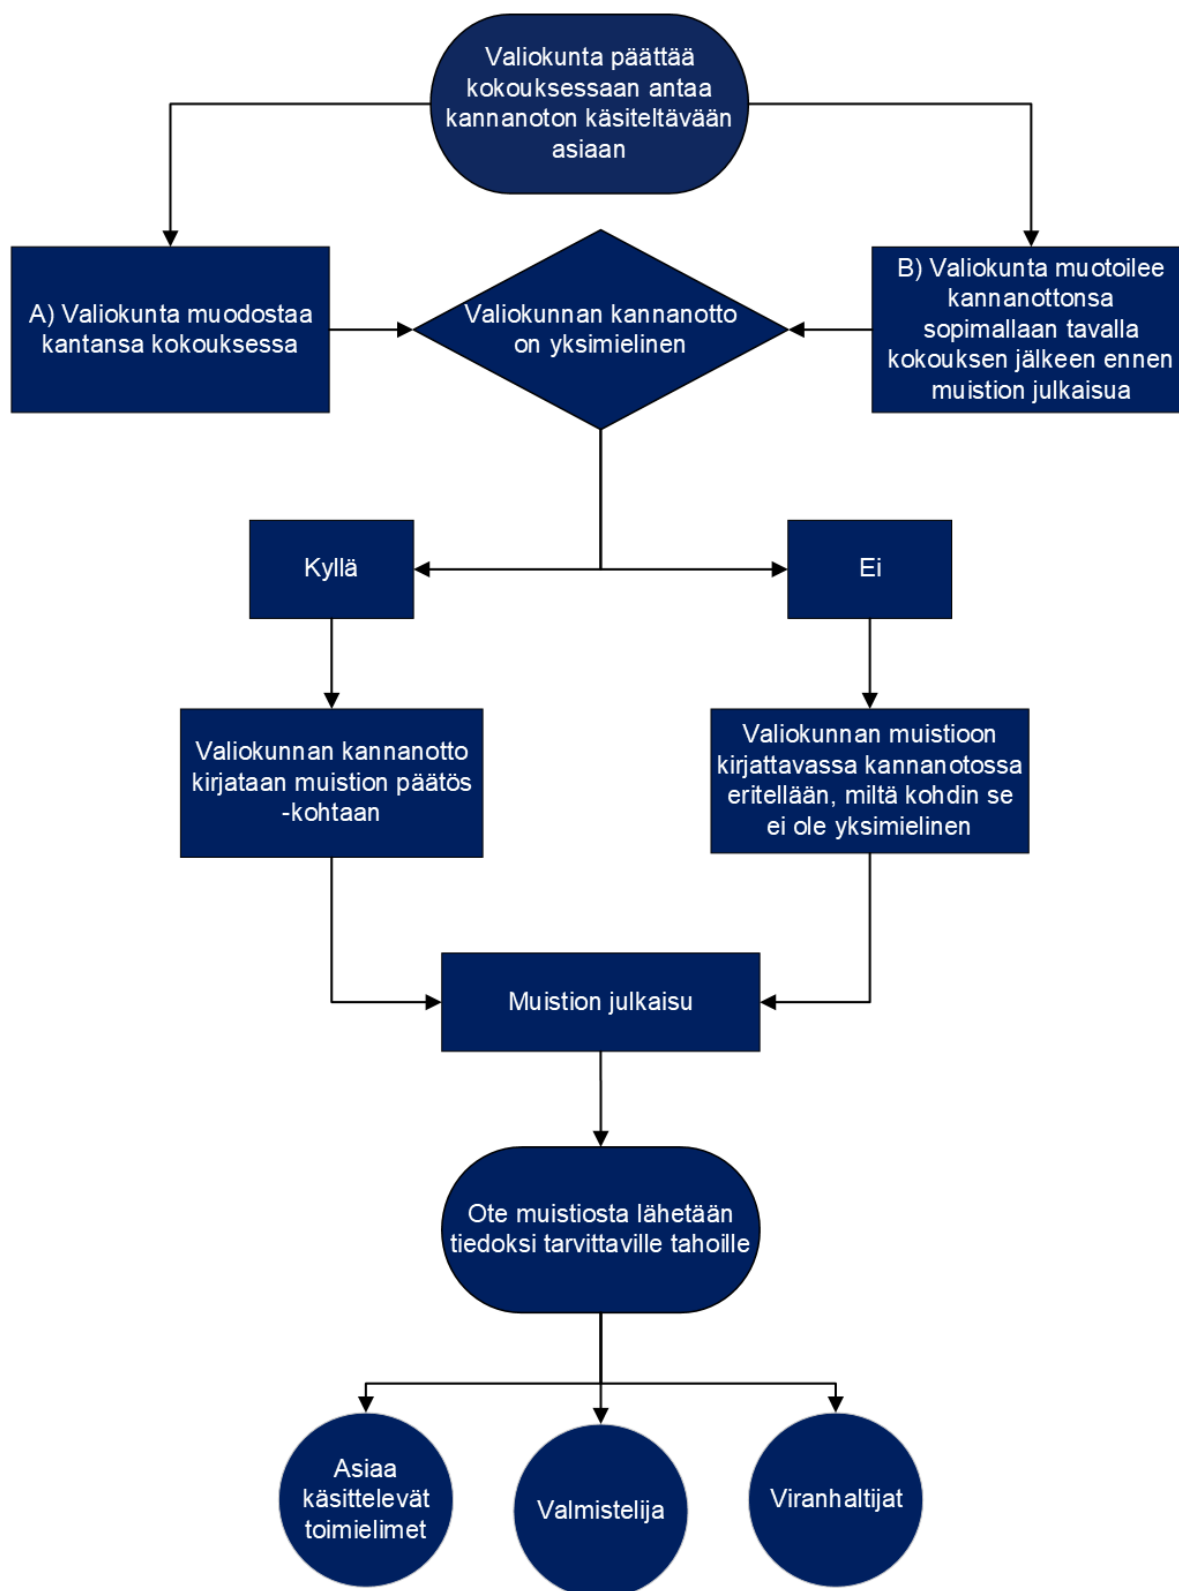 Valiokunta päättää
kokouksessaan antaa
kannanoton käsiteltävään
asiaan
A) Valiokunta muodostaa
kantansa kokouksessa
Valiokunnan kannanotto
on yksimielinen
B) Valiokunta muotoilee
kannanottonsa
sopimallaan tavalla
kokouksen jälkeen ennen
muistion julkaisua
Kyllä
Ei
Valiokunnan kannanotto
kirjataan muistion päätös
-kohtaan
Valiokunnan muistioon
kirjattavassa kannanotossa
eritellään, miltä kohdin se
ei ole yksimielinen
Muistion julkaisu
Ote muistiosta lähetään
tiedoksi tarvittaville tahoille
Asiaa
käsittelevät
toimielimet
Valmistelija
Viranhaltijat